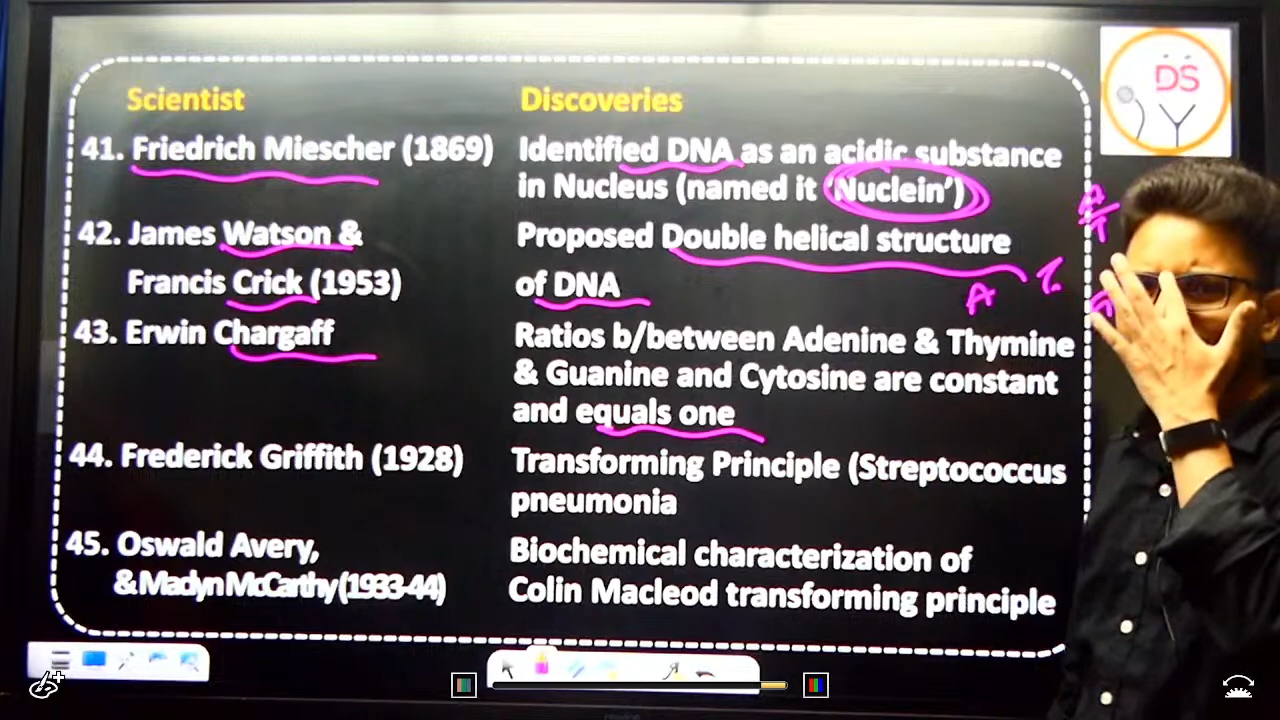 DS
Scientist Discoveries
41. Friedrich Miescher (1869) Identified DNA as an acidic substance
in Nucleus (named it 'Nuclein')
42. James Watson & Proposed Double helical structure
Francis Crick (1953) of DNA
A
43. Erwin Chargaff Ratios b/between Adenine & Thymine
& Guanine and Cytosine are constant
and equals one
44. Frederick Griffith (1928) Transforming Principle (Streptococcus
pneumonia
45. Oswald Avery, Biochemical characterization of
& Maclyn McCarthy (1933-44) Colin Macleod transforming principle